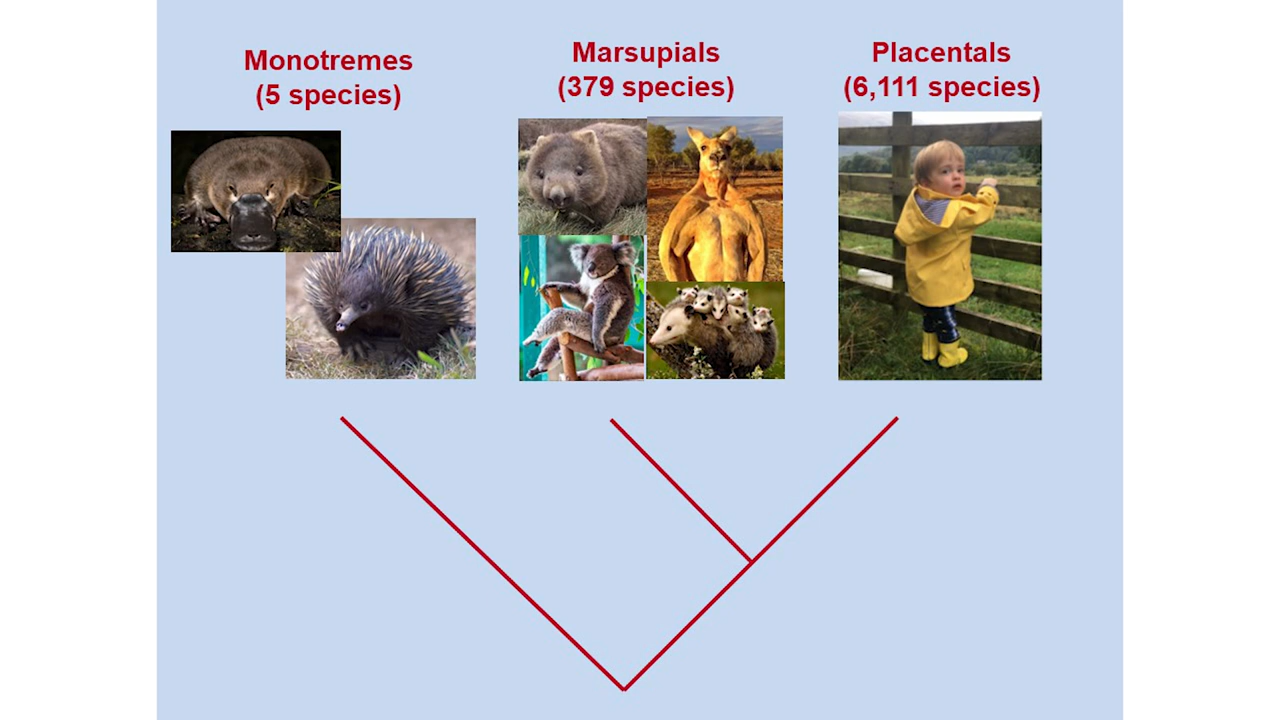 Monotremes
(5 species)
Marsupials
(379 species)
Placentals
(6,111 species)